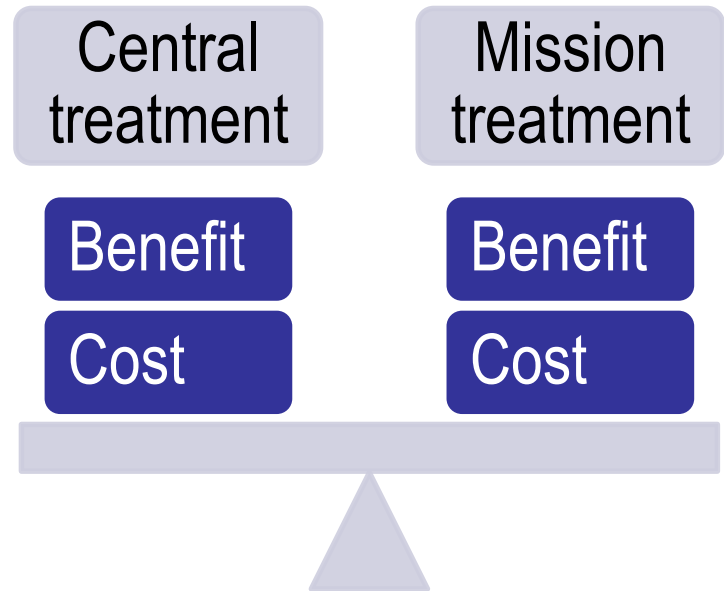 Central
treatment
Mission
treatment
Benefit
Benefit
Cost
Cost